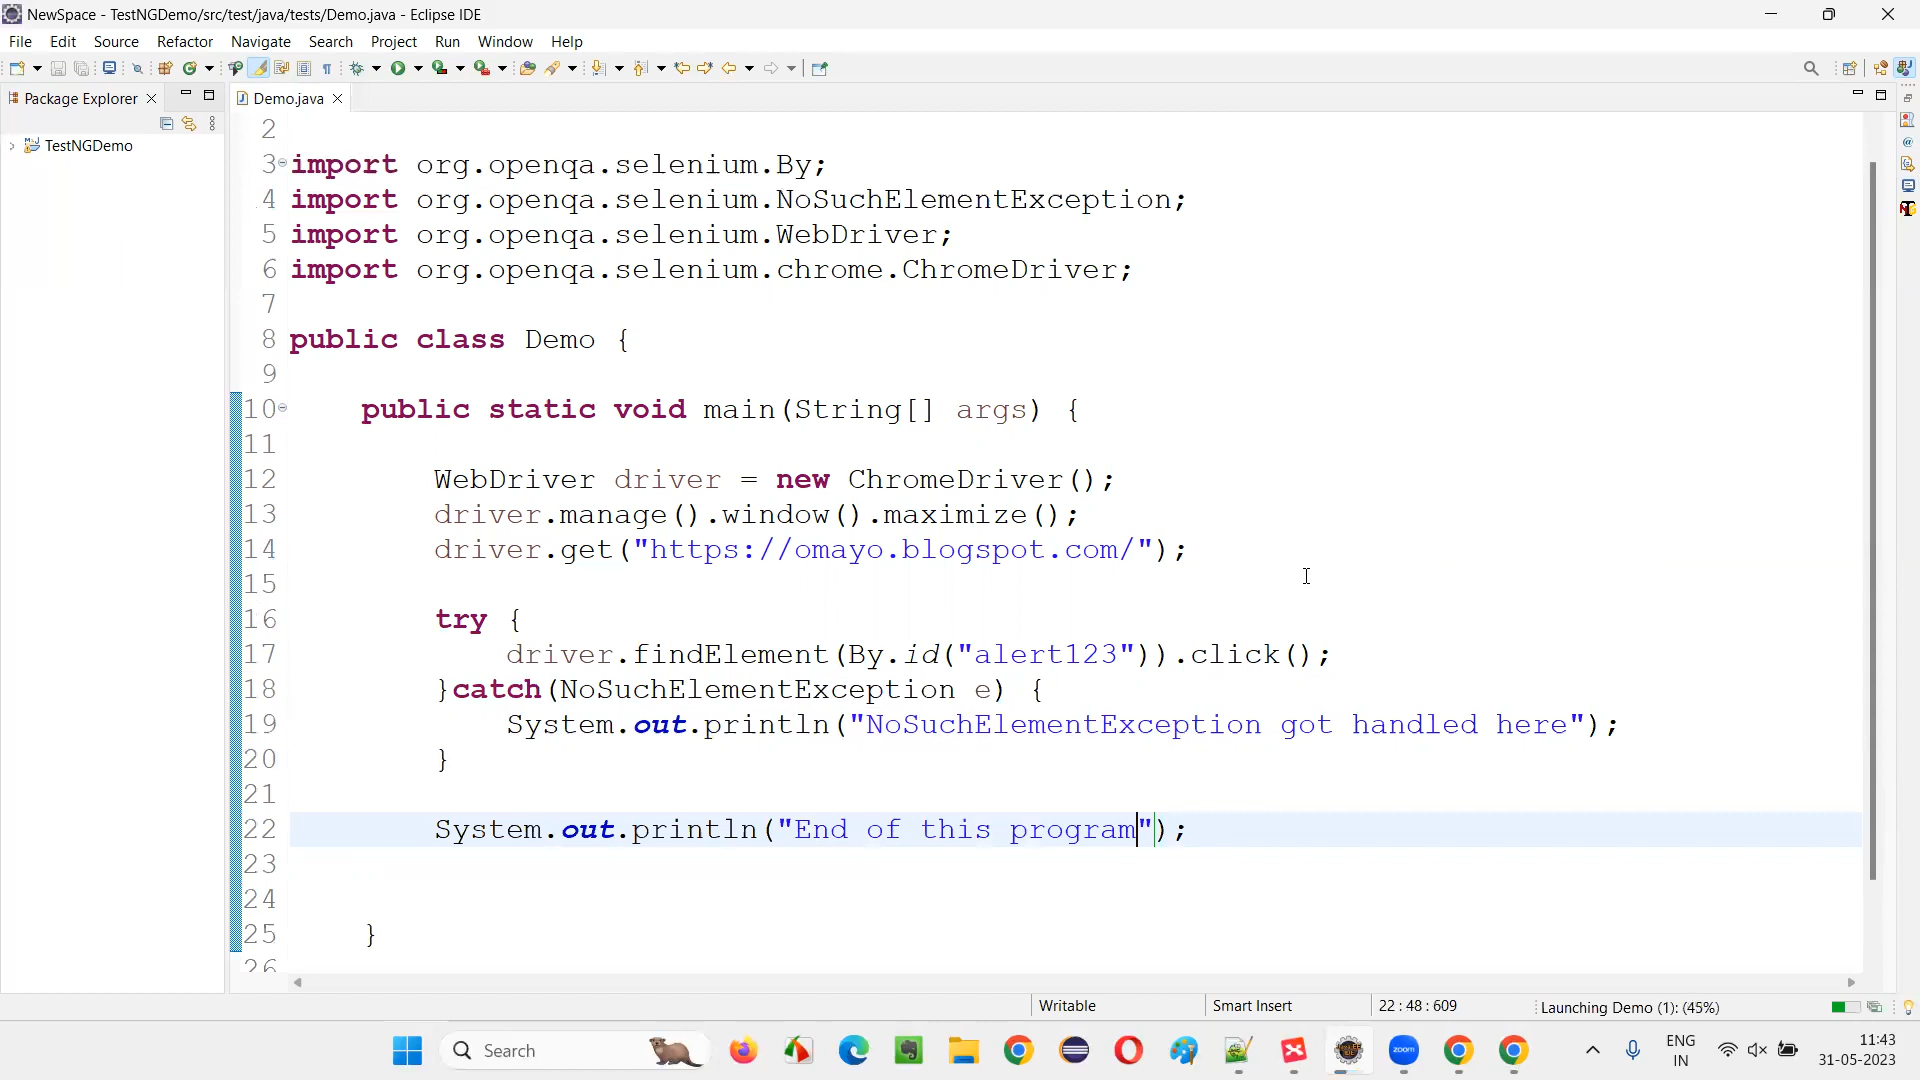 NewSpace - TestNGDemo/src/test/java/tests/Demo.java - Eclipse IDE
File Edit Source Refactor Navigate Search Project Run Window Help
Package Explorer
Demo.java
TestNGDemo
2
3 import org.openqa.selenium.By;
4 import org.openqa.selenium.NoSuchElementException;
5 import org.openqa.selenium.WebDriver;
6 import org.openqa.selenium.chrome.ChromeDriver;
7
8 public class Demo {
9
10 public static void main(String[] args) {
11
12 WebDriver driver = new ChromeDriver();
13 driver.manage().window().maximize();
14 driver.get("https://omayo.blogspot.com/");
15
16 try {
17 driver.findElement(By.id("alert123")).click();
18 }catch(NoSuchElementException e) {
19 System.out.println("NoSuchElementException got handled here");
20 }
21
22 System.out.println("End of this program");
23
24
25 }
26
Writable Smart Insert 22 : 48 : 609 Launching Demo (1): (45%)
Search
zoom
ENG
IN
11:43
31-05-2023